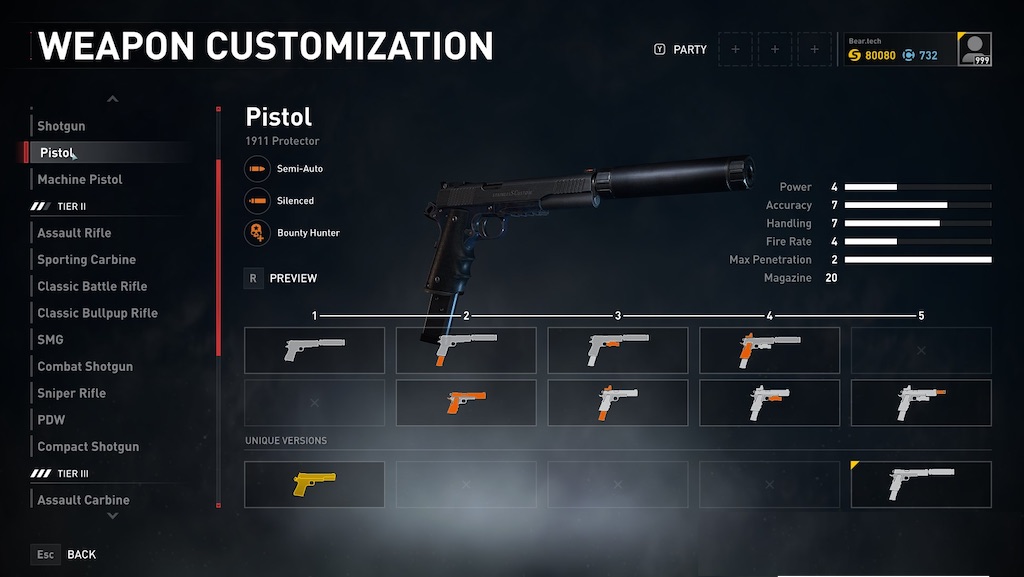 WEAPON CUSTOMIZATION
Y PARTY
Bear.tech
80080 732
999
Shotgun
Pistol
Machine Pistol
TIER II
Assault Rifle
Sporting Carbine
Classic Battle Rifle
Classic Bullpup Rifle
SMG
Combat Shotgun
Sniper Rifle
PDW
Compact Shotgun
TIER III
Assault Carbine
Pistol
1911 Protector
Semi-Auto
Silenced
Bounty Hunter
R PREVIEW
Power 4
Accuracy 7
Handling 7
Fire Rate 4
Max Penetration 2
Magazine 20
1 2 3 4 5
UNIQUE VERSIONS
Esc BACK